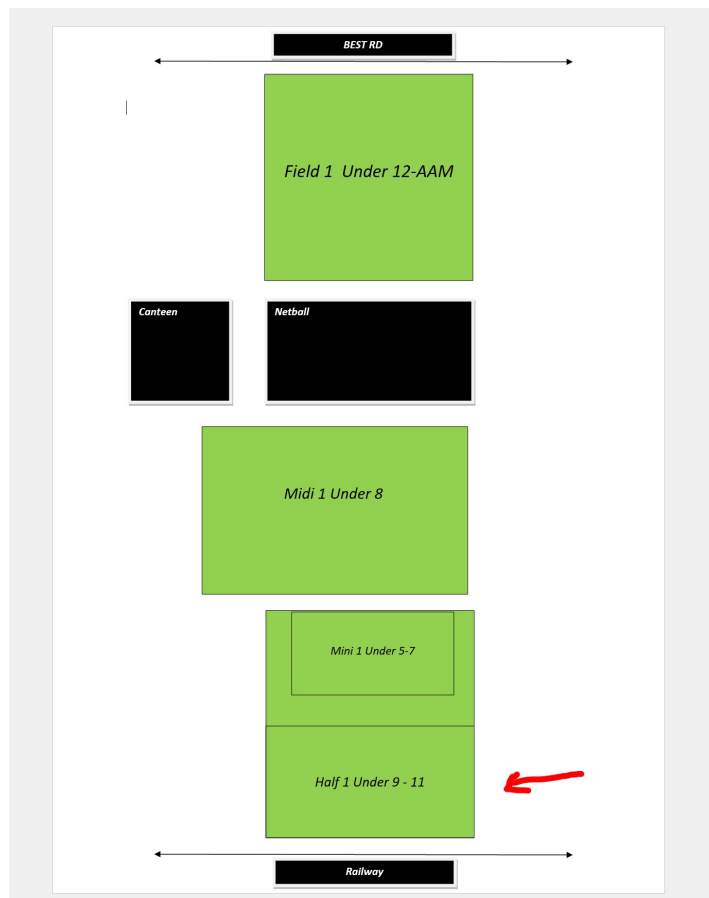 BEST RD
Field 1 Under 12-AAM
Canteen
Netball
Midi 1 Under 8
Mini 1 Under 5-7
Half 1 Under 9 - 11
Railway